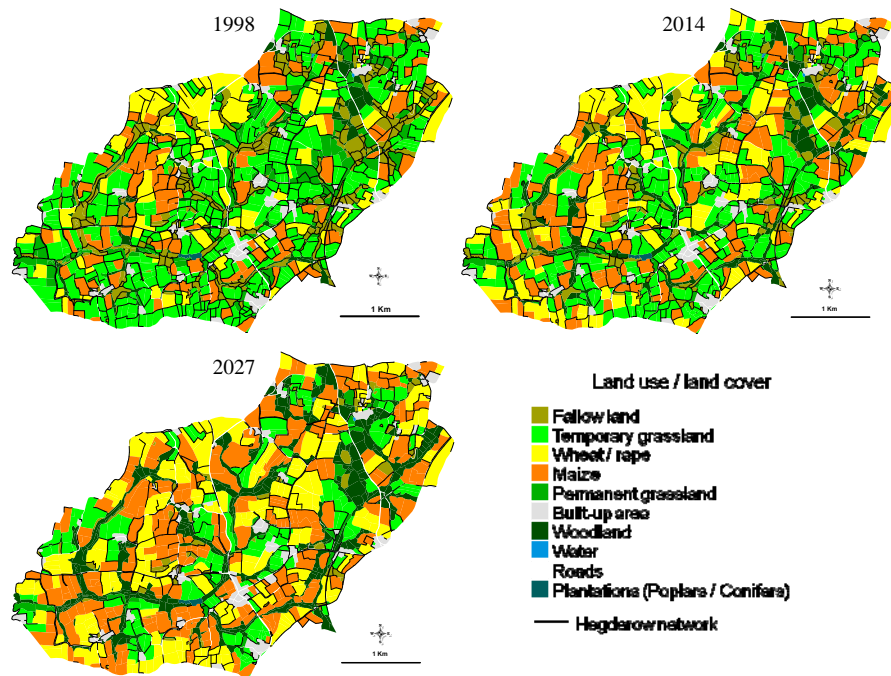 1998
2014
1 Km
1 Km
2027
1 Km
Land use / land cover
Fallow land
Temporary grassland
Wheat / rape
Maize
Permanent grassland
Built-up area
Woodland
Water
Roads
Plantations (Poplars / Conifers)
Hegderow network